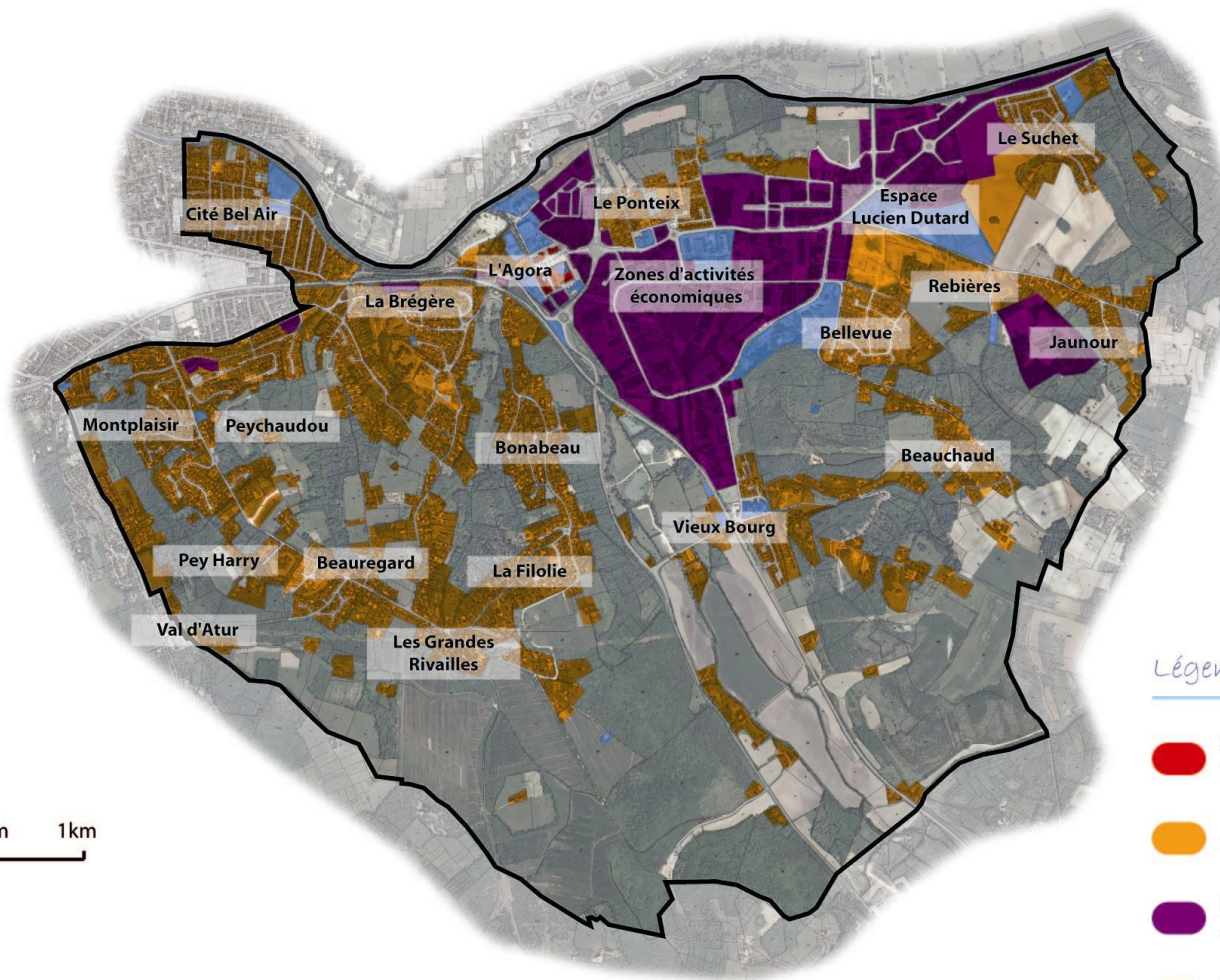 Le Suchet
Cité Bel Air
Le Ponteix
Espace
Lucien Dutard
L'Agora
Zones d'activités
économiques
Rebières
La Brégère
Bellevue
Jaunour
Montplaisir
Peychaudou
Bonabeau
Beauchaud
Vieux Bourg
Pey Harry
Beauregard
La Filolie
Val d'Atur
Les Grandes
Rivailles
1km